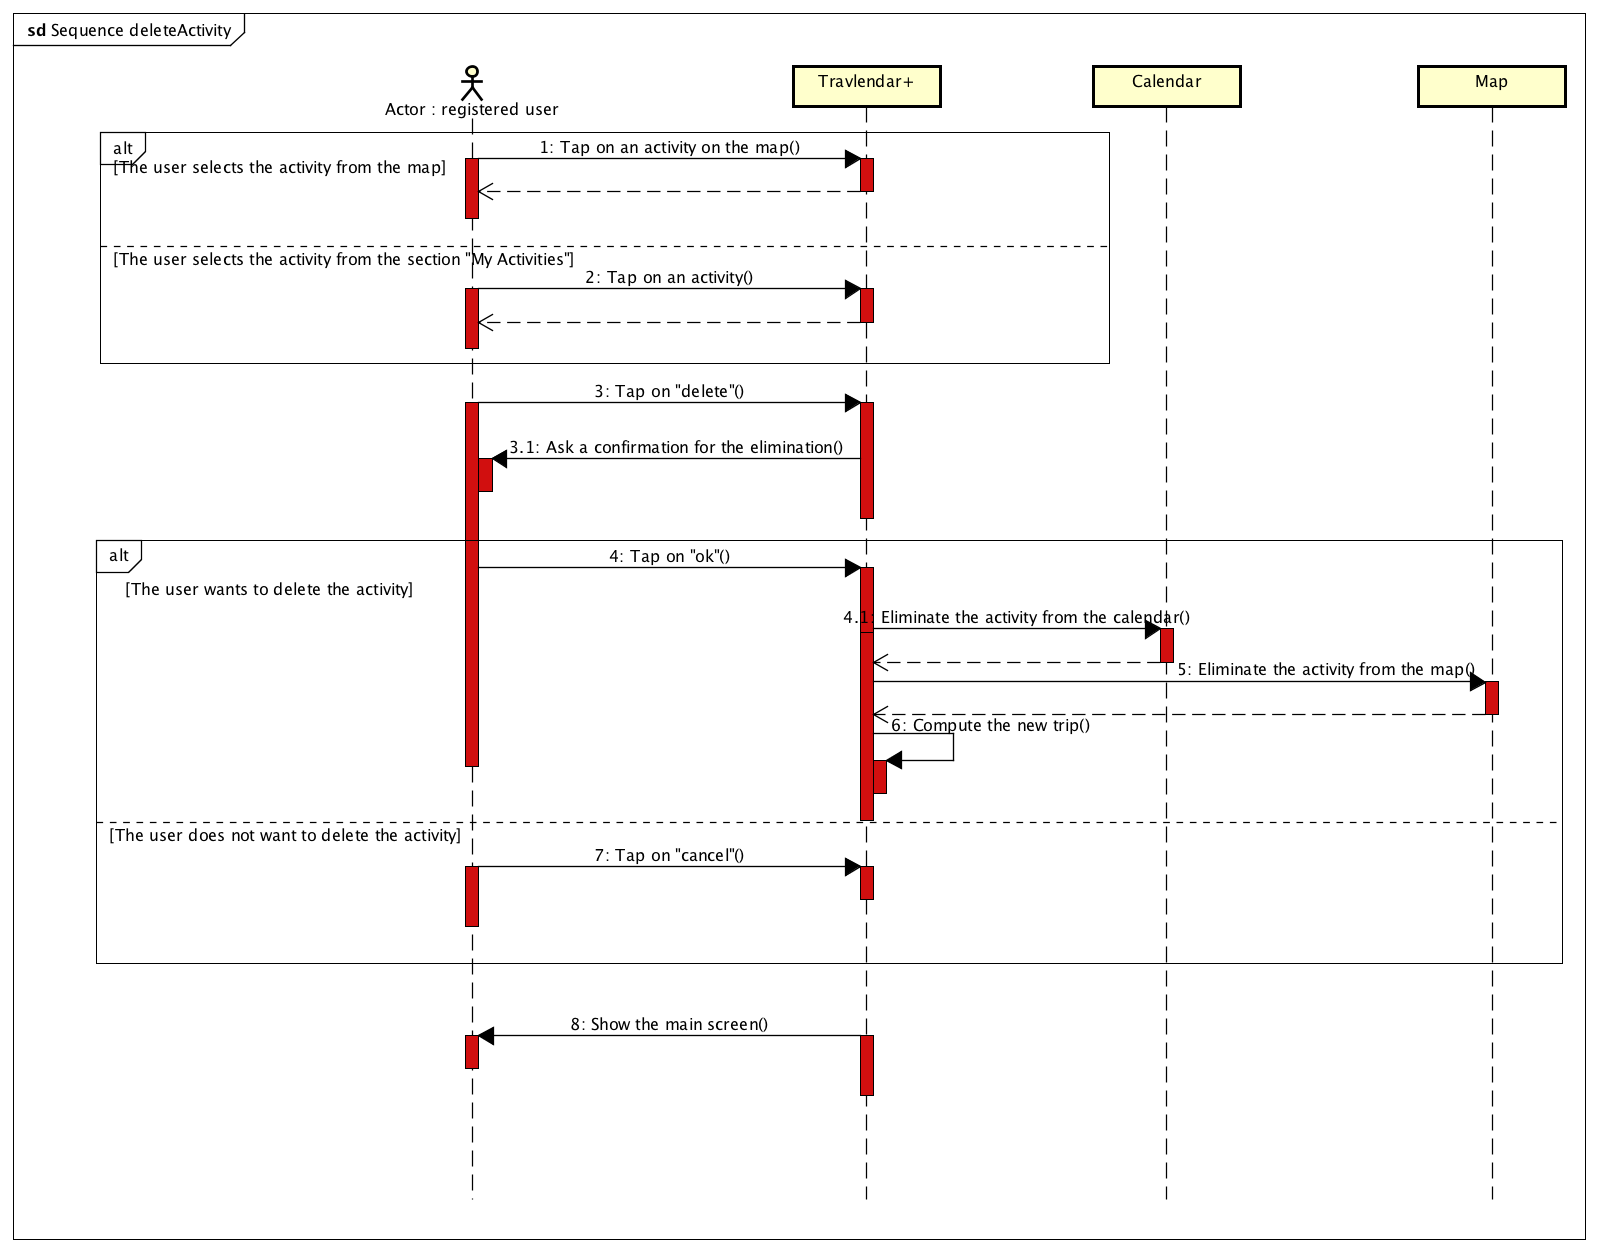 sd Sequence deleteActivity
Actor : registered user
Travlendar+
Calendar
Map
alt
1: Tap on an activity on the map()
[The user selects the activity from the map]
[The user selects the activity from the section "My Activities"]
2: Tap on an activity()
3: Tap on "delete"()
3.1: Ask a confirmation for the elimination()
alt
4: Tap on "ok"()
[The user wants to delete the activity]
4.1: Eliminate the activity from the calendar()
5: Eliminate the activity from the map()
6: Compute the new trip()
[The user does not want to delete the activity]
7: Tap on "cancel"()
8: Show the main screen()